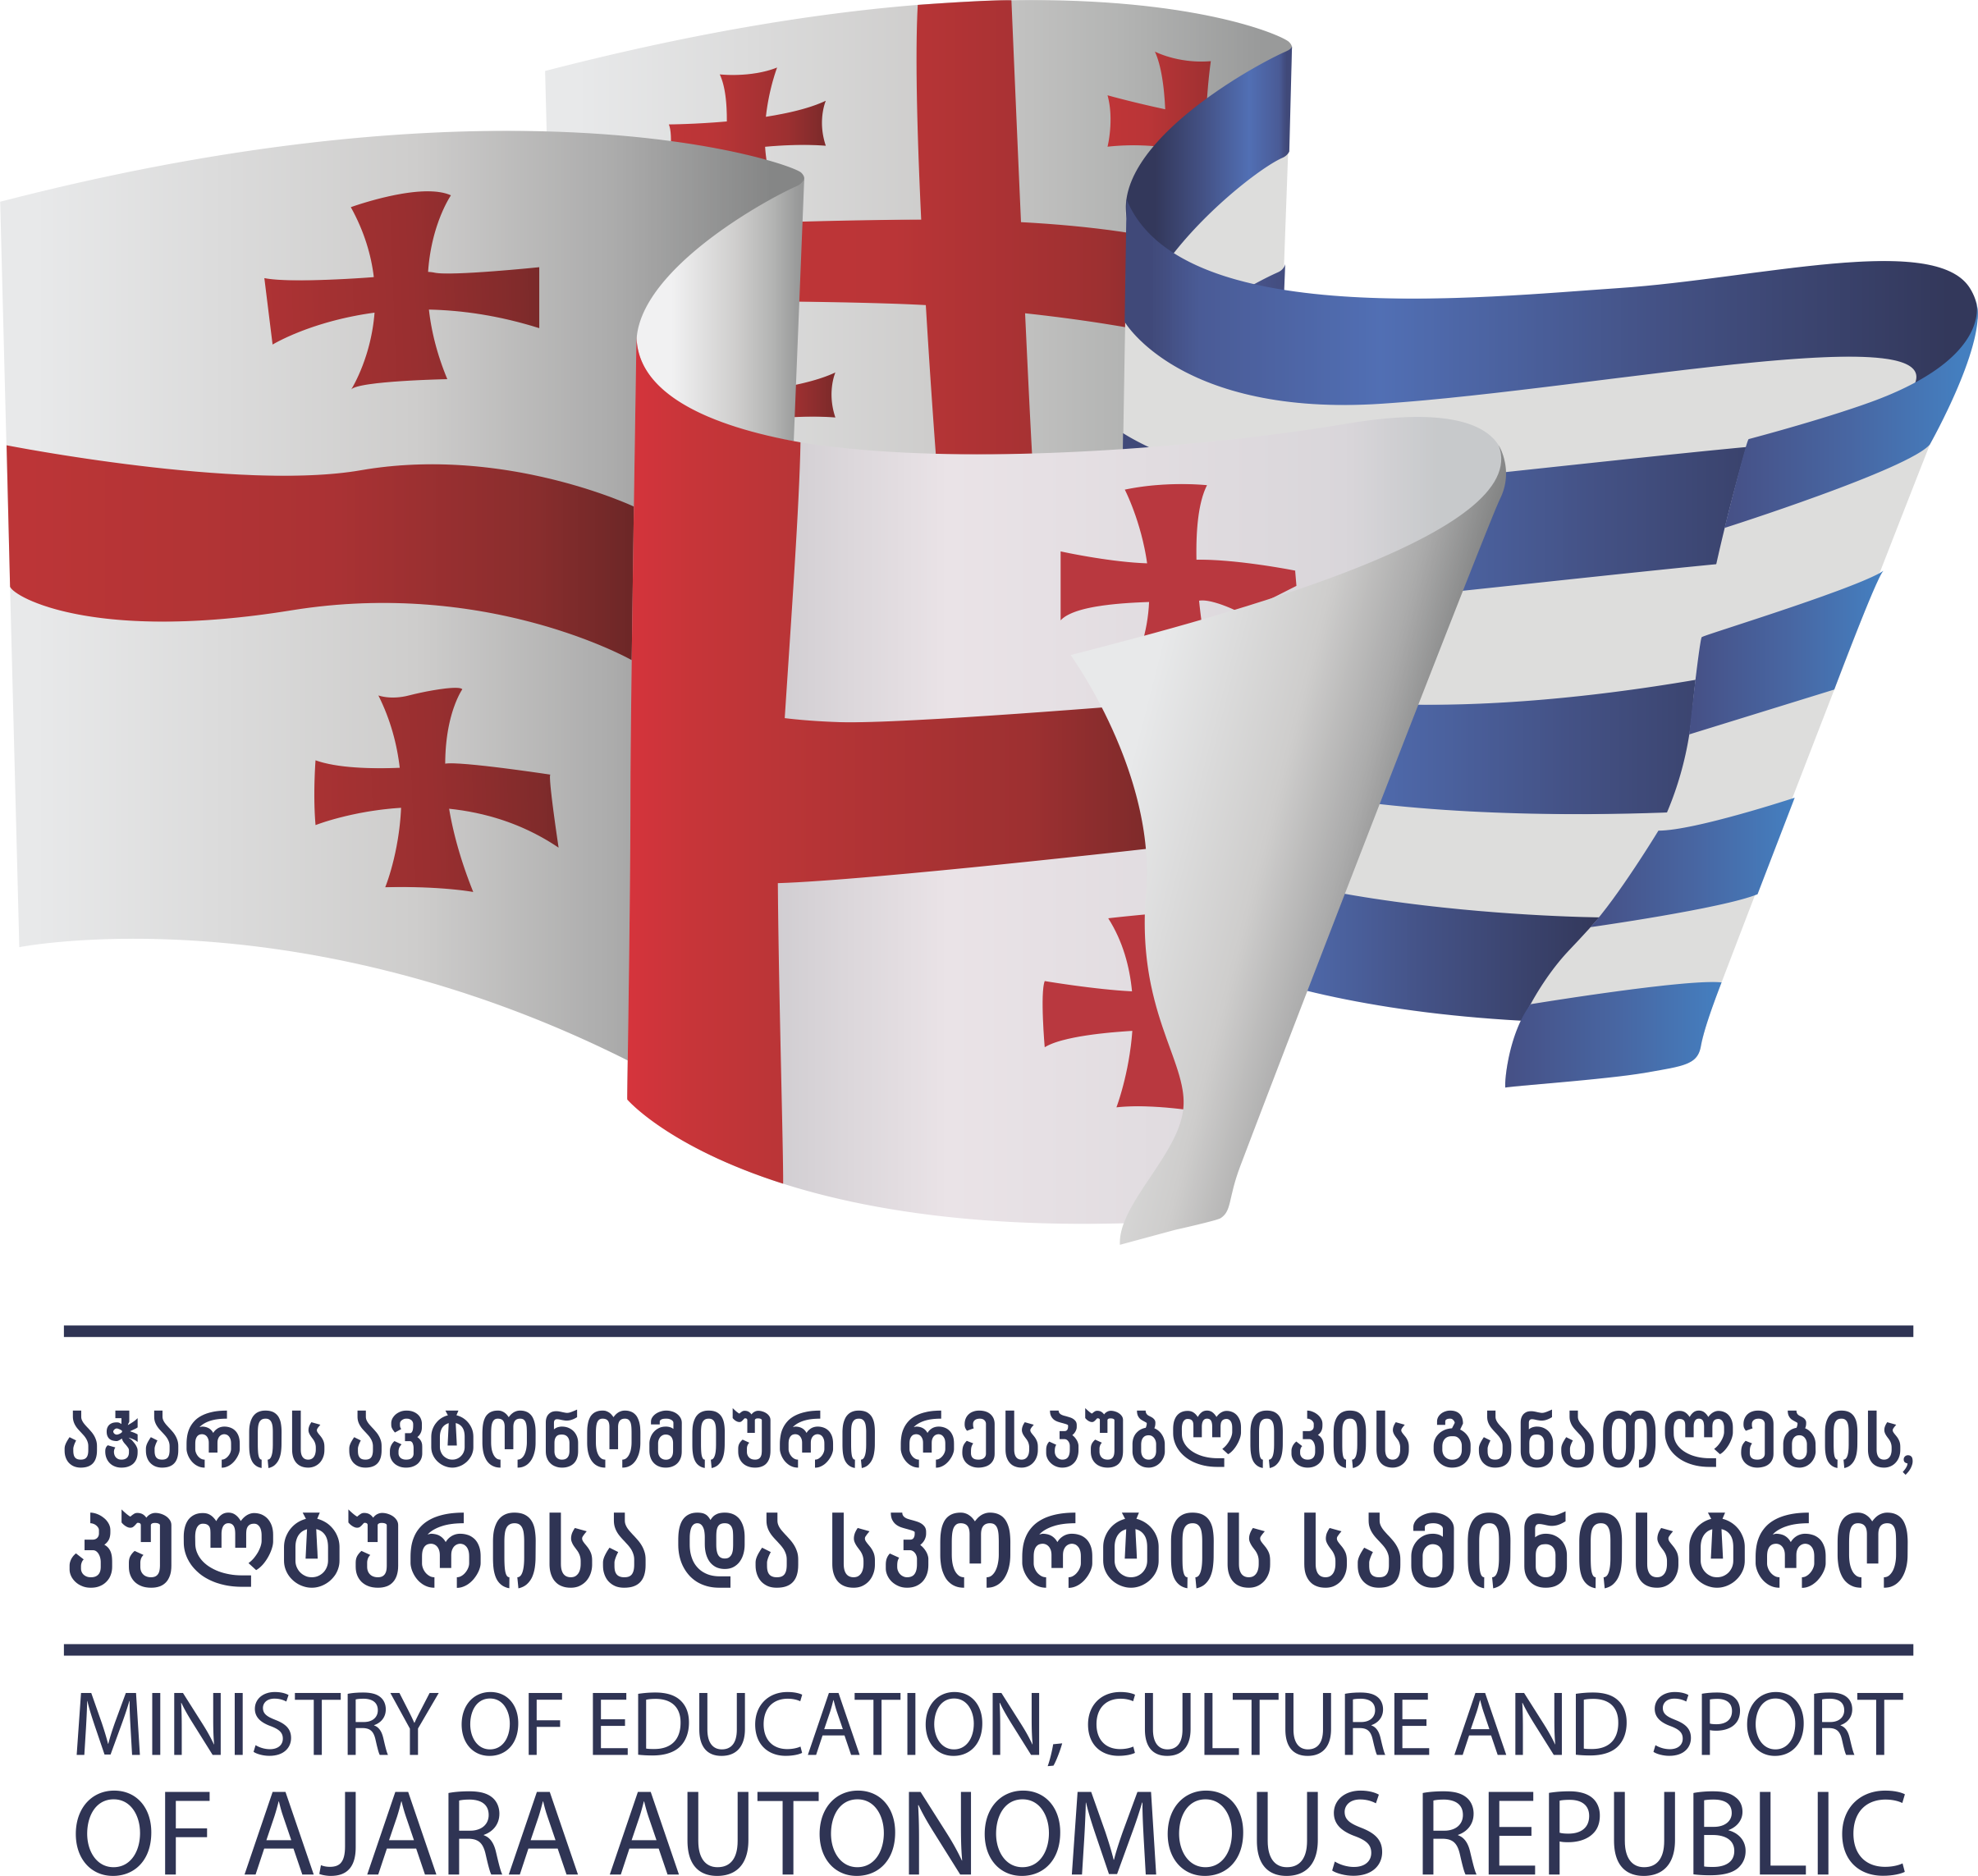 აჭარის ავტონომიური რესპუბლიკის განათლების,
კულტურისა და სპორტის სამინისტრო
MINISTRY OF EDUCATION, CULTURE AND SPORT
OF AJARA AUTONOMOUS REPUBLIC